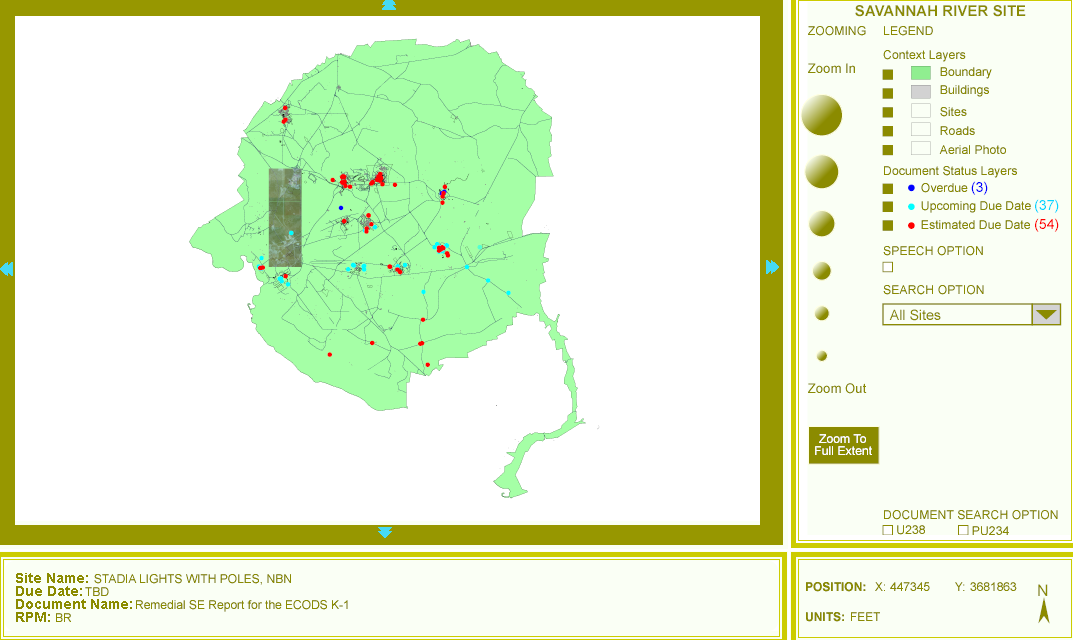 SAVANNAH RIVER SITE
ZOOMING
LEGEND
Zoom In
Context Layers
Boundary
Buildings
Sites
Roads
Aerial Photo
Document Status Layers
Overdue (3)
Upcoming Due Date (37)
Estimated Due Date (54)
SPEECH OPTION
SEARCH OPTION
All Sites
Zoom Out
Zoom To
Full Extent
DOCUMENT SEARCH OPTION
U238 PU234
Site Name: STADIA LIGHTS WITH POLES, NBN
Due Date: TBD
Document Name: Remedial SE Report for the ECODS K-1
RPM: BR
POSITION: X: 447345 Y: 3681863
N
UNITS: FEET